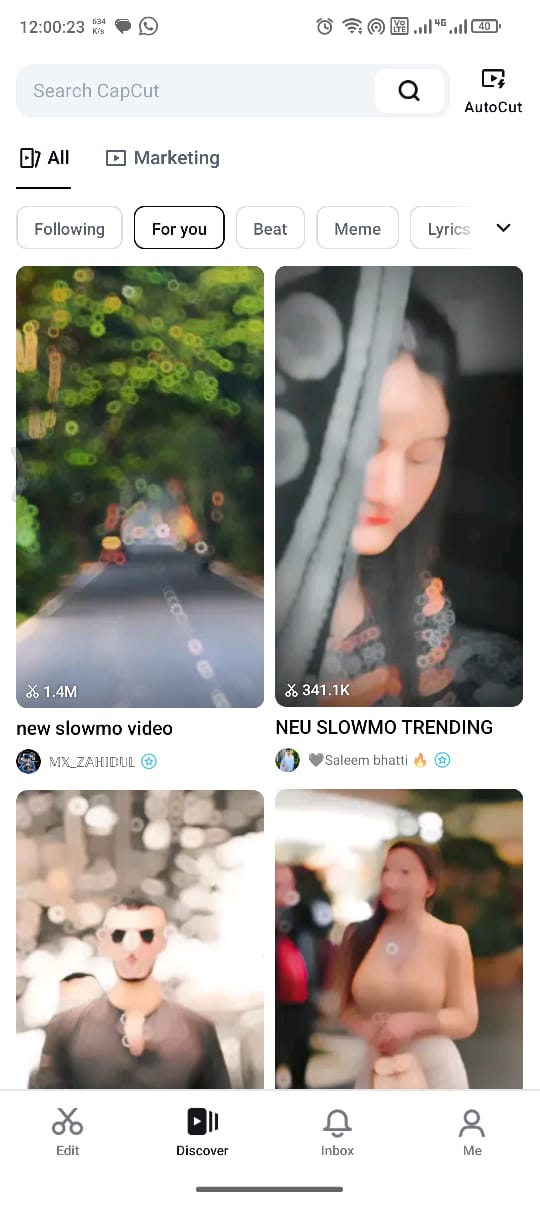 12:00:23 634 K/s Vo LTE 4G 40
Search CapCut
AutoCut
All Marketing
Following For you Beat Meme Lyrics
1.4M 341.1K
new slowmo video
NEU SLOWMO TRENDING
𝕄𝕏_ZAHIDUL
🖤Saleem bhatti 🔥
Edit Discover Inbox Me